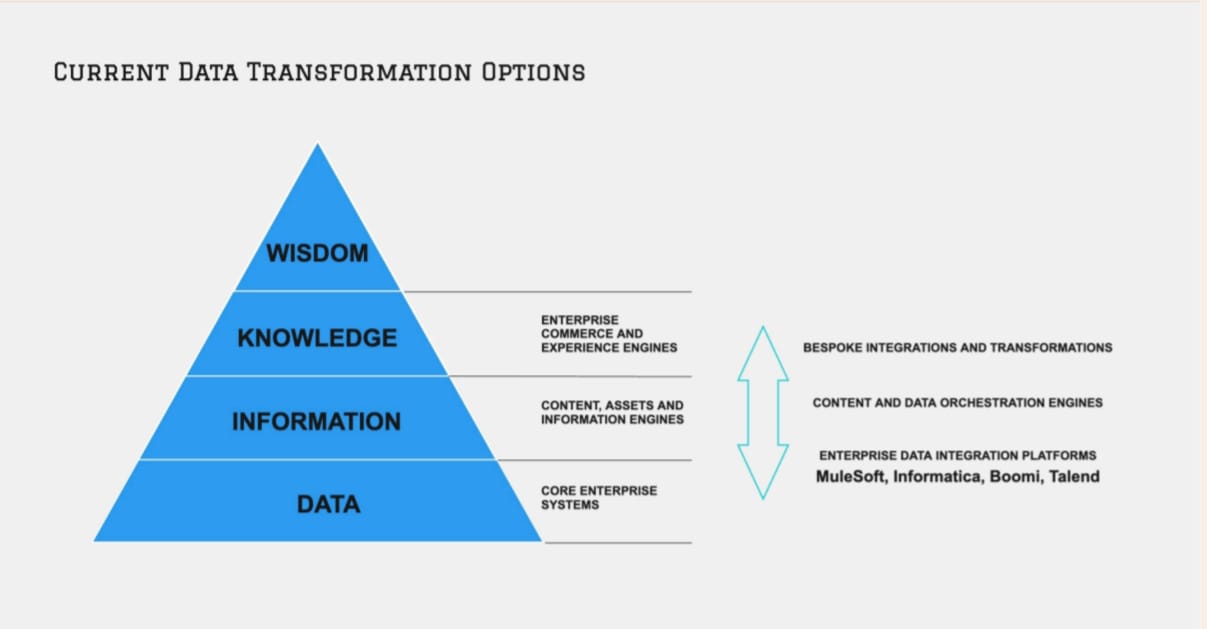 CURRENT DATA TRANSFORMATION OPTIONS
WISDOM
KNOWLEDGE
INFORMATION
DATA
ENTERPRISE
COMMERCE AND
EXPERIENCE ENGINES
CONTENT, ASSETS AND
INFORMATION ENGINES
CORE ENTERPRISE
SYSTEMS
BESPOKE INTEGRATIONS AND TRANSFORMATIONS
CONTENT AND DATA ORCHESTRATION ENGINES
ENTERPRISE DATA INTEGRATION PLATFORMS
MuleSoft, Informatica, Boomi, Talend